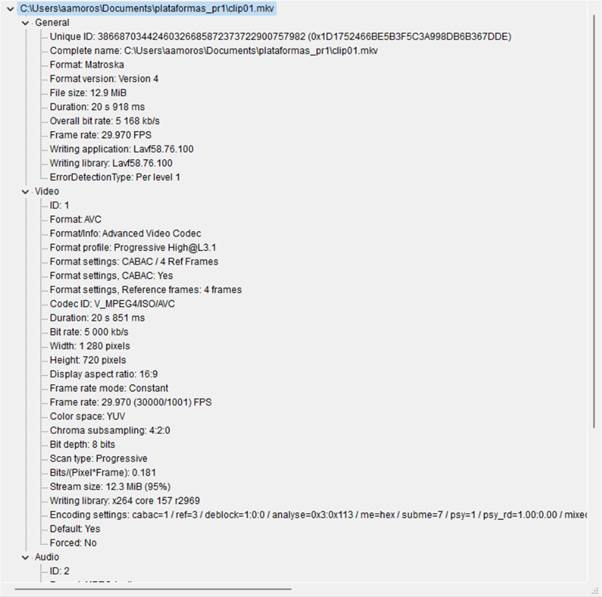 C:\Users\aamoros\Documents\plataformas_pr1\clip01.mkv
General
Unique ID: 38668703442460326685872373722900757982 (0x1D1752466BE5B3F5C3A998DB6B367DDE)
Complete name: C:\Users\aamoros\Documents\plataformas_pr1\clip01.mkv
Format: Matroska
Format version: Version 4
File size: 12.9 MiB
Duration: 20 s 918 ms
Overall bit rate: 5 168 kb/s
Frame rate: 29.970 FPS
Writing application: Lavf58.76.100
Writing library: Lavf58.76.100
ErrorDetectionType: Per level 1
Video
ID: 1
Format: AVC
Format/Info: Advanced Video Codec
Format profile: Progressive High@L3.1
Format settings: CABAC / 4 Ref Frames
Format settings, CABAC: Yes
Format settings, Reference frames: 4 frames
Codec ID: V_MPEG4/ISO/AVC
Duration: 20 s 851 ms
Bit rate: 5 000 kb/s
Width: 1 280 pixels
Height: 720 pixels
Display aspect ratio: 16:9
Frame rate mode: Constant
Frame rate: 29.970 (30000/1001) FPS
Color space: YUV
Chroma subsampling: 4:2:0
Bit depth: 8 bits
Scan type: Progressive
Bits/(Pixel*Frame): 0.181
Stream size: 12.3 MiB (95%)
Writing library: x264 core 157 r2969
Encoding settings: cabac=1 / ref=3 / deblock=1:0:0 / analyse=0x3:0x113 / me=hex / subme=7 / psy=1 / psy_rd=1.00:0.00 / mixed
Default: Yes
Forced: No
Audio
ID: 2